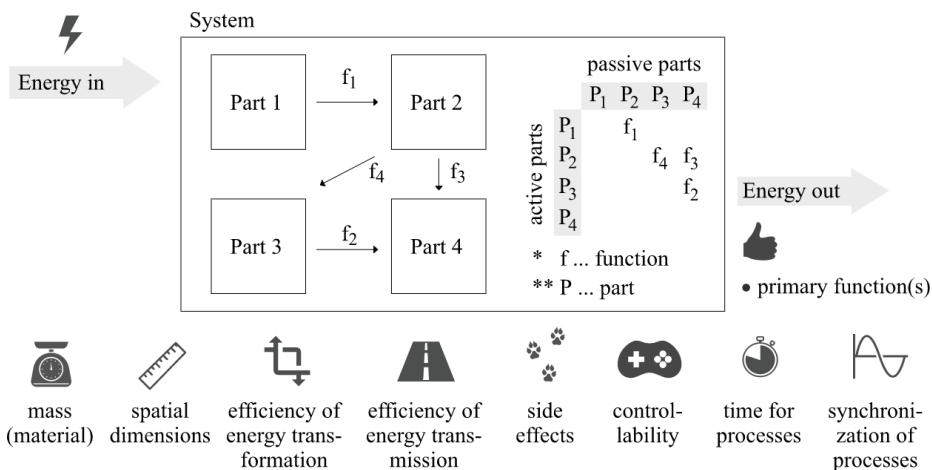 System
Energy in
Part 1
f1
Part 2
f4
f3
Part 3
f2
Part 4
passive parts
P1 P2 P3 P4
active parts
P1 f1
P2 f4 f3
P3 f2
P4
* f ... function
** P ... part
Energy out
• primary function(s)
mass
(material)
spatial
dimensions
efficiency of
energy trans-
formation
efficiency of
energy trans-
mission
side
effects
control-
lability
time for
processes
synchroni-
zation of
processes